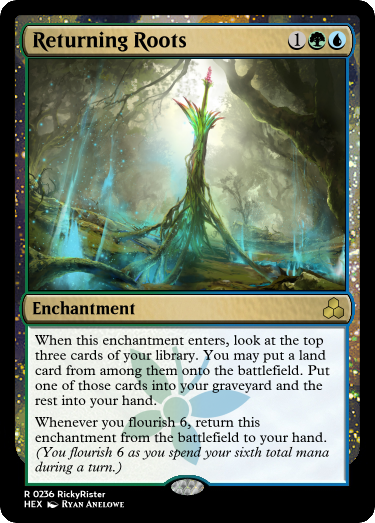 Returning Roots 1
Enchantment
When this enchantment enters, look at the top
three cards of your library. You may put a land
card from among them onto the battlefield. Put
one of those cards into your graveyard and the
rest into your hand.
Whenever you flourish 6, return this
enchantment from the battlefield to your hand.
(You flourish 6 as you spend your sixth total mana
during a turn.)
R 0236 RickyRister
HEX Ryan Anelowe